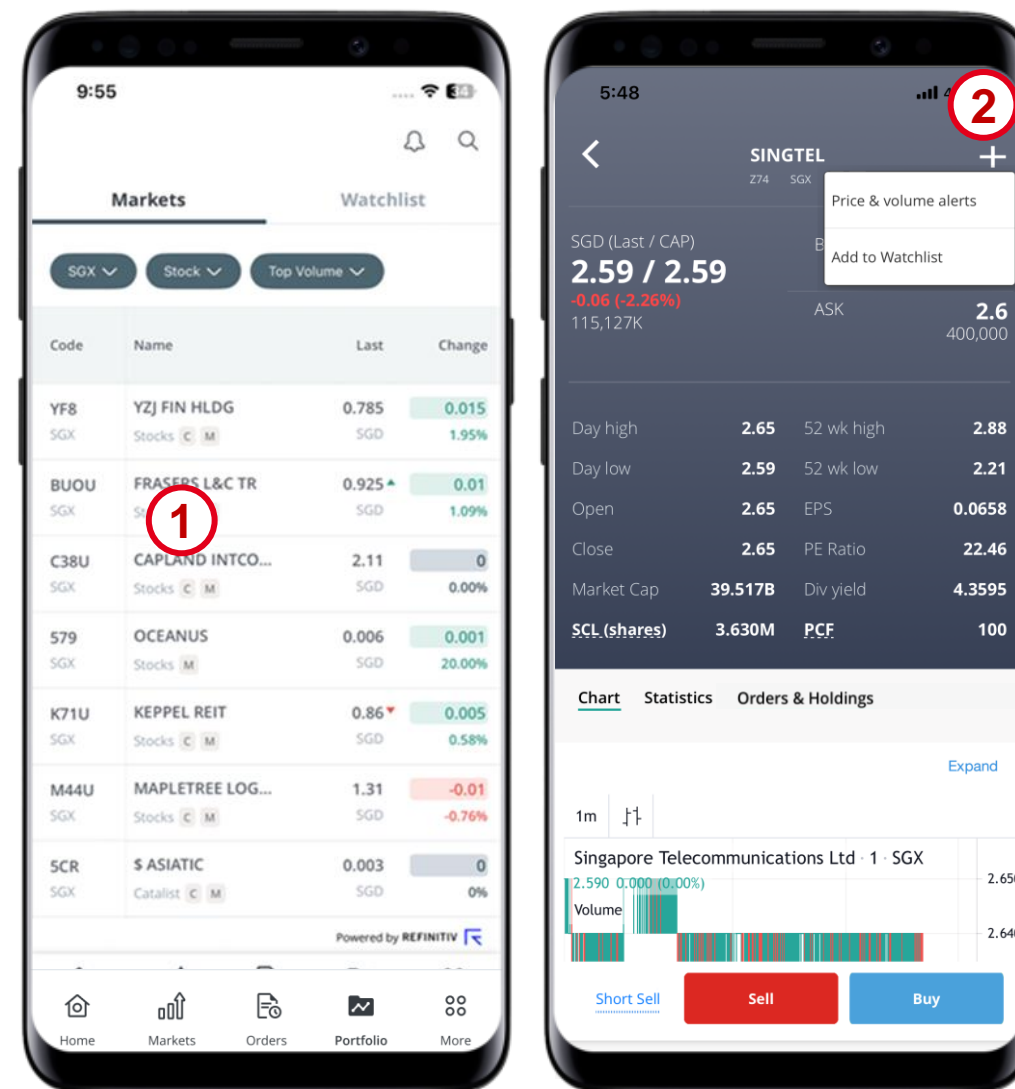 9:55
Markets Watchlist
SGX Stock Top Volume
Code Name Last Change
YF8 YZJ FIN HLDG 0.785 0.015
SGX Stocks C M SGD 1.95%
BUOU FRASERS L&C TR 0.925 0.01
SGX SGD 1.09%
1
C38U CAPLAND INTCO... 2.11 0
SGX Stocks C M SGD 0.00%
579 OCEANUS 0.006 0.001
SGX Stocks M SGD 20.00%
K71U KEPPEL REIT 0.86 0.005
SGX Stocks C M SGD 0.58%
M44U MAPLETREE LOG... 1.31 -0.01
SGX Stocks C M SGD -0.76%
5CR $ ASIATIC 0.003 0
SGX Catalist C M SGD 0%
Powered by REFINITIV
Home Markets Orders Portfolio More
5:48
2
SINGTEL
Z74 SGX
Price & volume alerts
Add to Watchlist
SGD (Last / CAP)
2.59 / 2.59
-0.06 (-2.26%)
115,127K
ASK 2.6
400,000
Day high 2.65 52 wk high 2.88
Day low 2.59 52 wk low 2.21
Open 2.65 EPS 0.0658
Close 2.65 PE Ratio 22.46
Market Cap 39.517B Div yield 4.3595
SCL (shares) 3.630M PCF 100
Chart Statistics Orders & Holdings
Expand
1m
Singapore Telecommunications Ltd · 1 · SGX
2.590 0.000 (0.00%)
Volume
2.650
2.640
Short Sell Sell Buy